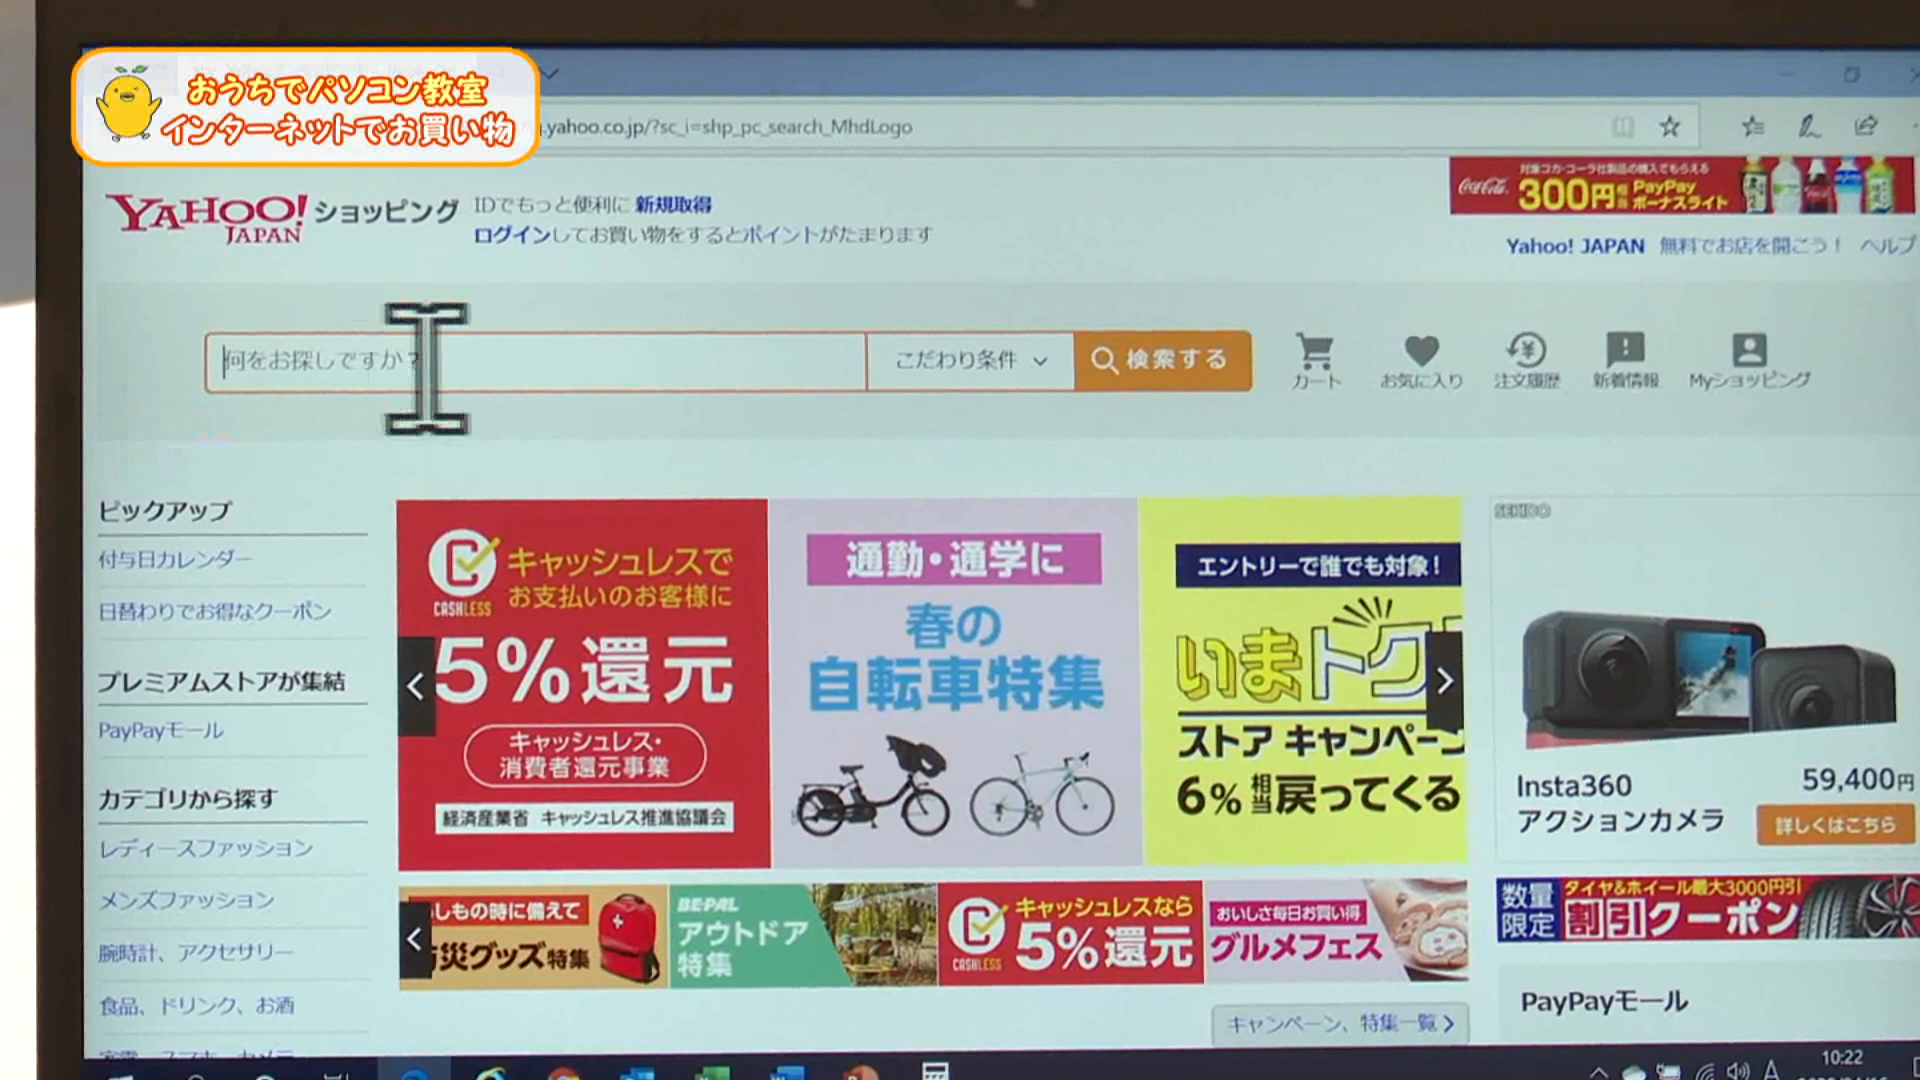 おうちでパソコン教室
インターネットでお買い物
.yahoo.co.jp/?sc_i=shp_pc_search_MhdLogo
YAHOO!
JAPAN
ショッピング
IDでもっと便利に 新規取得
ログインしてお買い物をするとポイントがたまります
Coca-Cola
対象コカ・コーラ社製品の購入でもらえる
300円相当
PayPay
ボーナスライト
Yahoo! JAPAN 無料でお店を開こう! ヘルプ
何をお探しですか?
こだわり条件
検索する
カート
お気に入り
注文履歴
新着情報
Myショッピング
ピックアップ
付与日カレンダー
日替わりでお得なクーポン
プレミアムストアが集結
PayPayモール
カテゴリから探す
レディースファッション
メンズファッション
腕時計、アクセサリー
食品、ドリンク、お酒
キャッシュレスで
お支払いのお客様に
CASHLESS
5%還元
キャッシュレス・
消費者還元事業
経済産業省 キャッシュレス推進協議会
通勤・通学に
春の
自転車特集
エントリーで誰でも対象!
いまトク
ストア キャンペーン
6%相当戻ってくる
SEKIDO
Insta360
アクションカメラ
59,400円
詳しくはこちら
しもの時に備えて
災グッズ特集
BE-PAL
アウトドア
特集
CASHLESS
キャッシュレスなら
5%還元
おいしさ毎日お買い得
グルメフェス
数量
限定
タイヤ&ホイール最大3000円引
割引クーポン
キャンペーン、特集一覧
PayPayモール
10:22